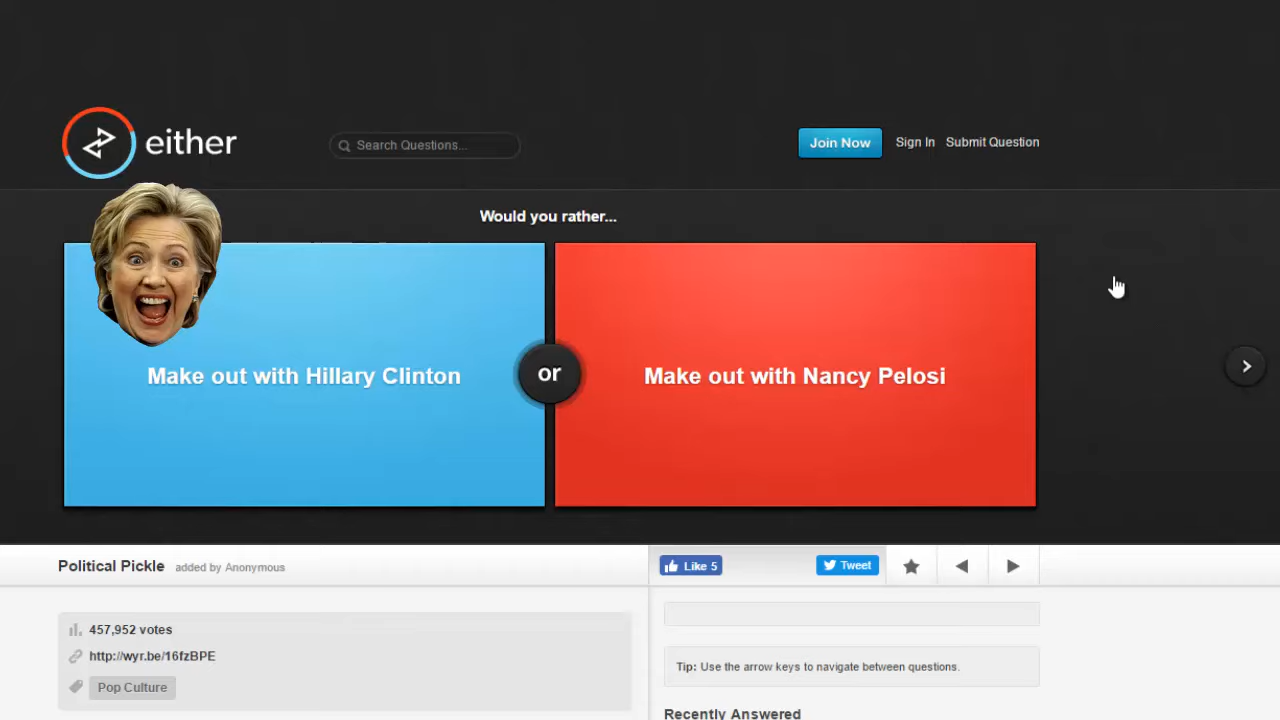 either
Search Questions...
Join Now
Sign In
Submit Question
Would you rather...
Make out with Hillary Clinton
or
Make out with Nancy Pelosi
Political Pickle added by Anonymous
Like 5
Tweet
457,952 votes
http://wyr.be/16fzBPE
Pop Culture
Tip: Use the arrow keys to navigate between questions.
Recently Answered